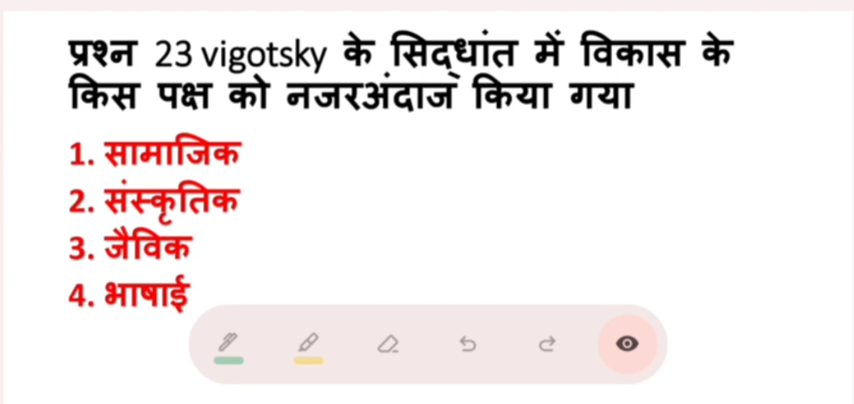 प्रश्न 23 vigotsky के सिद्धांत में विकास के
किस पक्ष को नजरअंदाज किया गया
1. सामाजिक
2. संस्कृतिक
3. जैविक
4. भाषाई